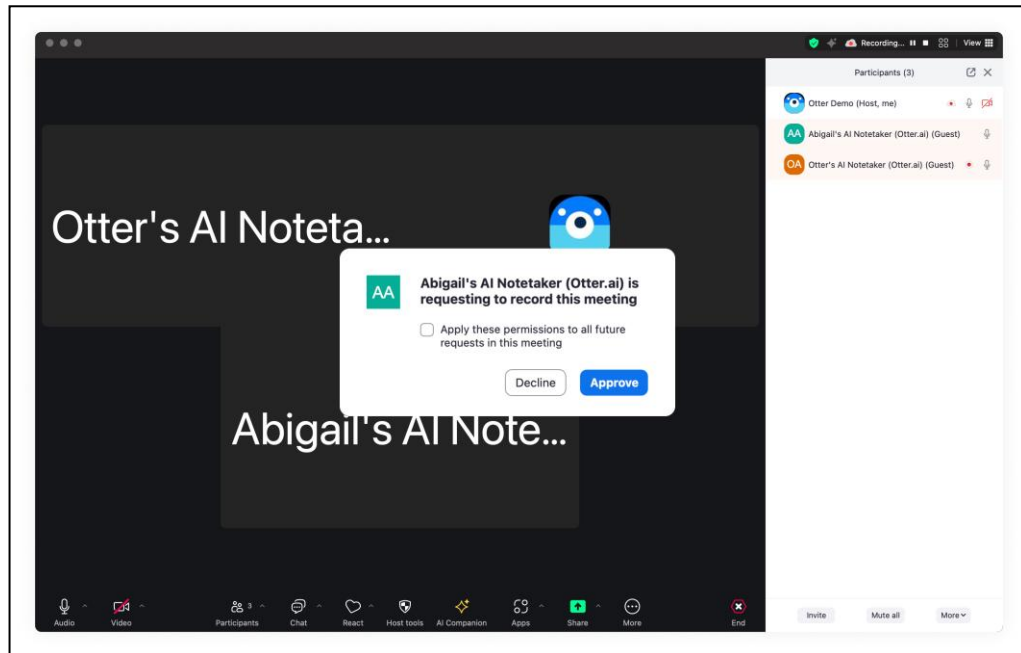 Recording...
View
Participants (3)
Otter Demo (Host, me)
AA
Abigail's AI Notetaker (Otter.ai) (Guest)
OA
Otter's AI Notetaker (Otter.ai) (Guest)
Otter's AI Noteta...
AA
Abigail's AI Notetaker (Otter.ai) is
requesting to record this meeting
Apply these permissions to all future
requests in this meeting
Decline
Approve
Abigail's AI Note...
3
Audio
Video
Participants
Chat
React
Host tools
AI Companion
Apps
Share
More
End
Invite
Mute all
More